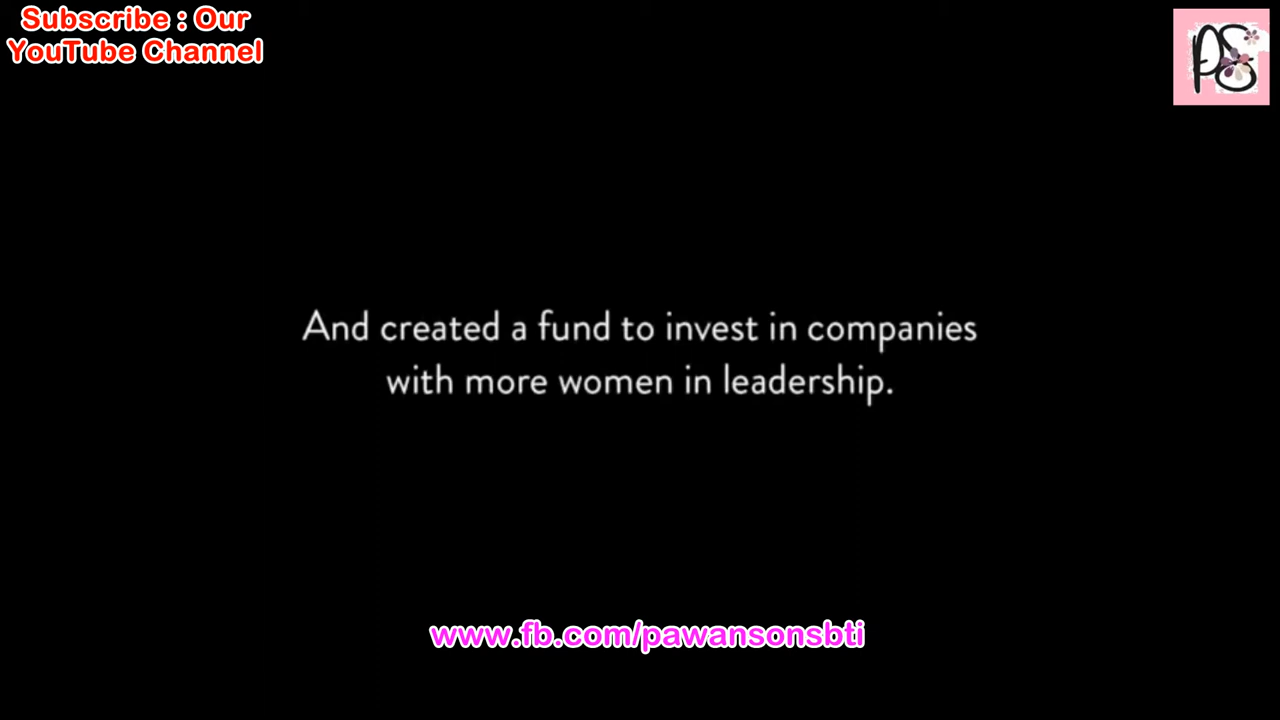 Subscribe : Our
YouTube Channel
PS
And created a fund to invest in companies
with more women in leadership.
www.fb.com/pawansonsbti